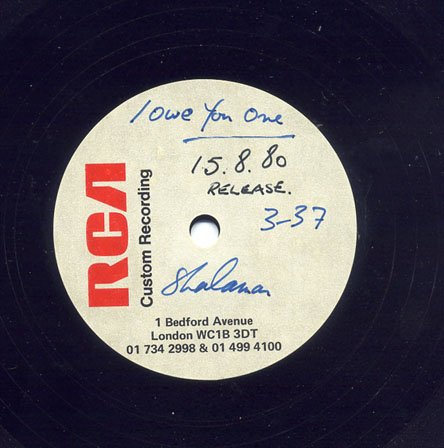 I owe You One
15.8.80
RELEASE.
3-37
RCA
Custom Recording
Shalamar
1 Bedford Avenue
London WC1B 3DT
01 734 2998 & 01 499 4100